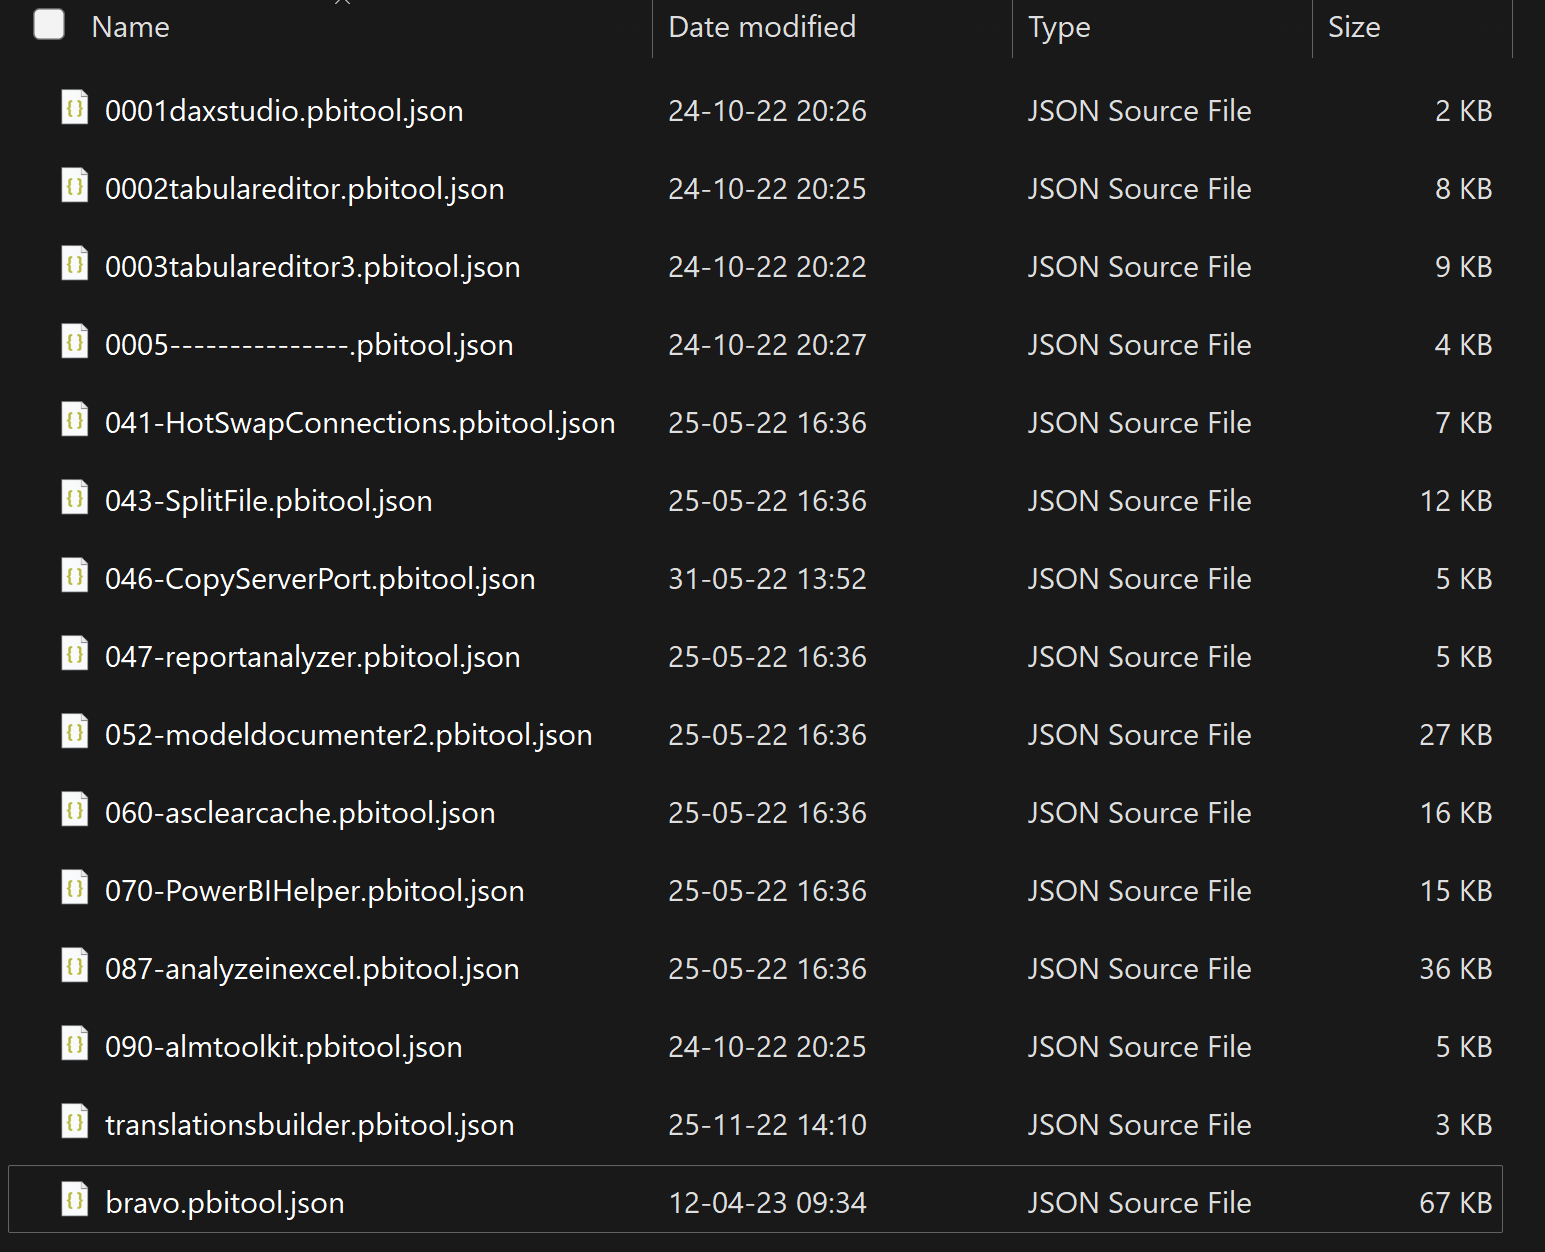 Name Date modified Type Size
0001daxstudio.pbitool.json 24-10-22 20:26 JSON Source File 2 KB
0002tabulareditor.pbitool.json 24-10-22 20:25 JSON Source File 8 KB
0003tabulareditor3.pbitool.json 24-10-22 20:22 JSON Source File 9 KB
0005---------------.pbitool.json 24-10-22 20:27 JSON Source File 4 KB
041-HotSwapConnections.pbitool.json 25-05-22 16:36 JSON Source File 7 KB
043-SplitFile.pbitool.json 25-05-22 16:36 JSON Source File 12 KB
046-CopyServerPort.pbitool.json 31-05-22 13:52 JSON Source File 5 KB
047-reportanalyzer.pbitool.json 25-05-22 16:36 JSON Source File 5 KB
052-modeldocumenter2.pbitool.json 25-05-22 16:36 JSON Source File 27 KB
060-asclearcache.pbitool.json 25-05-22 16:36 JSON Source File 16 KB
070-PowerBIHelper.pbitool.json 25-05-22 16:36 JSON Source File 15 KB
087-analyzeinexcel.pbitool.json 25-05-22 16:36 JSON Source File 36 KB
090-almtoolkit.pbitool.json 24-10-22 20:25 JSON Source File 5 KB
translationsbuilder.pbitool.json 25-11-22 14:10 JSON Source File 3 KB
bravo.pbitool.json 12-04-23 09:34 JSON Source File 67 KB